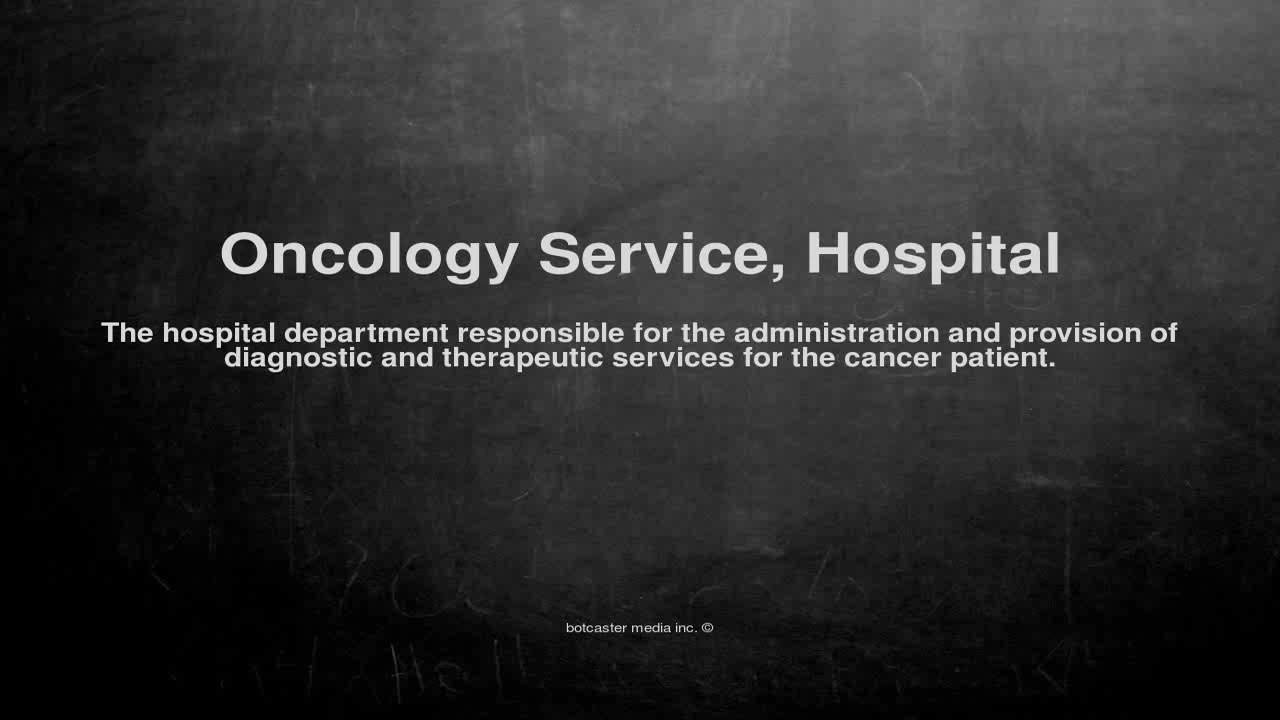 Oncology Service, Hospital
The hospital department responsible for the administration and provision of
diagnostic and therapeutic services for the cancer patient.
botcaster media inc. ©